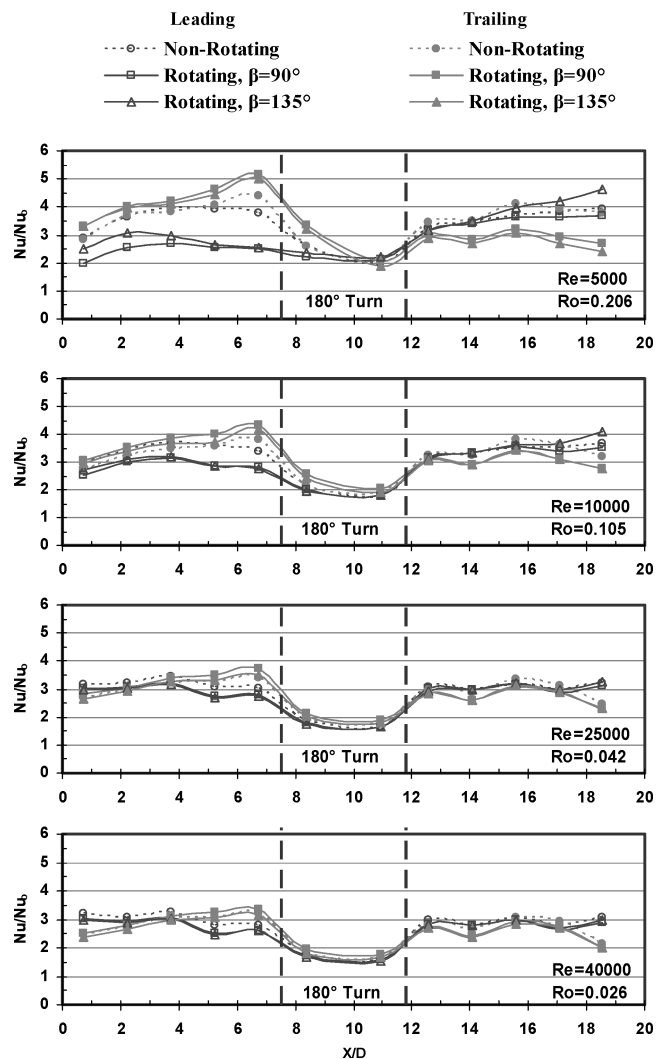 Leading Trailing
Non-Rotating Non-Rotating
Rotating, β=90° Rotating, β=90°
Rotating, β=135° Rotating, β=135°
6
5
4
3
2
1
0
Nu/Nu₀
Re=5000
180° Turn Ro=0.206
0 2 4 6 8 10 12 14 16 18 20
6
5
4
3
2
1
0
Nu/Nu₀
Re=10000
180° Turn Ro=0.105
0 2 4 6 8 10 12 14 16 18 20
6
5
4
3
2
1
0
Nu/Nu₀
Re=25000
180° Turn Ro=0.042
0 2 4 6 8 10 12 14 16 18 20
6
5
4
3
2
1
0
Nu/Nu₀
Re=40000
180° Turn Ro=0.026
0 2 4 6 8 10 12 14 16 18 20
X/D